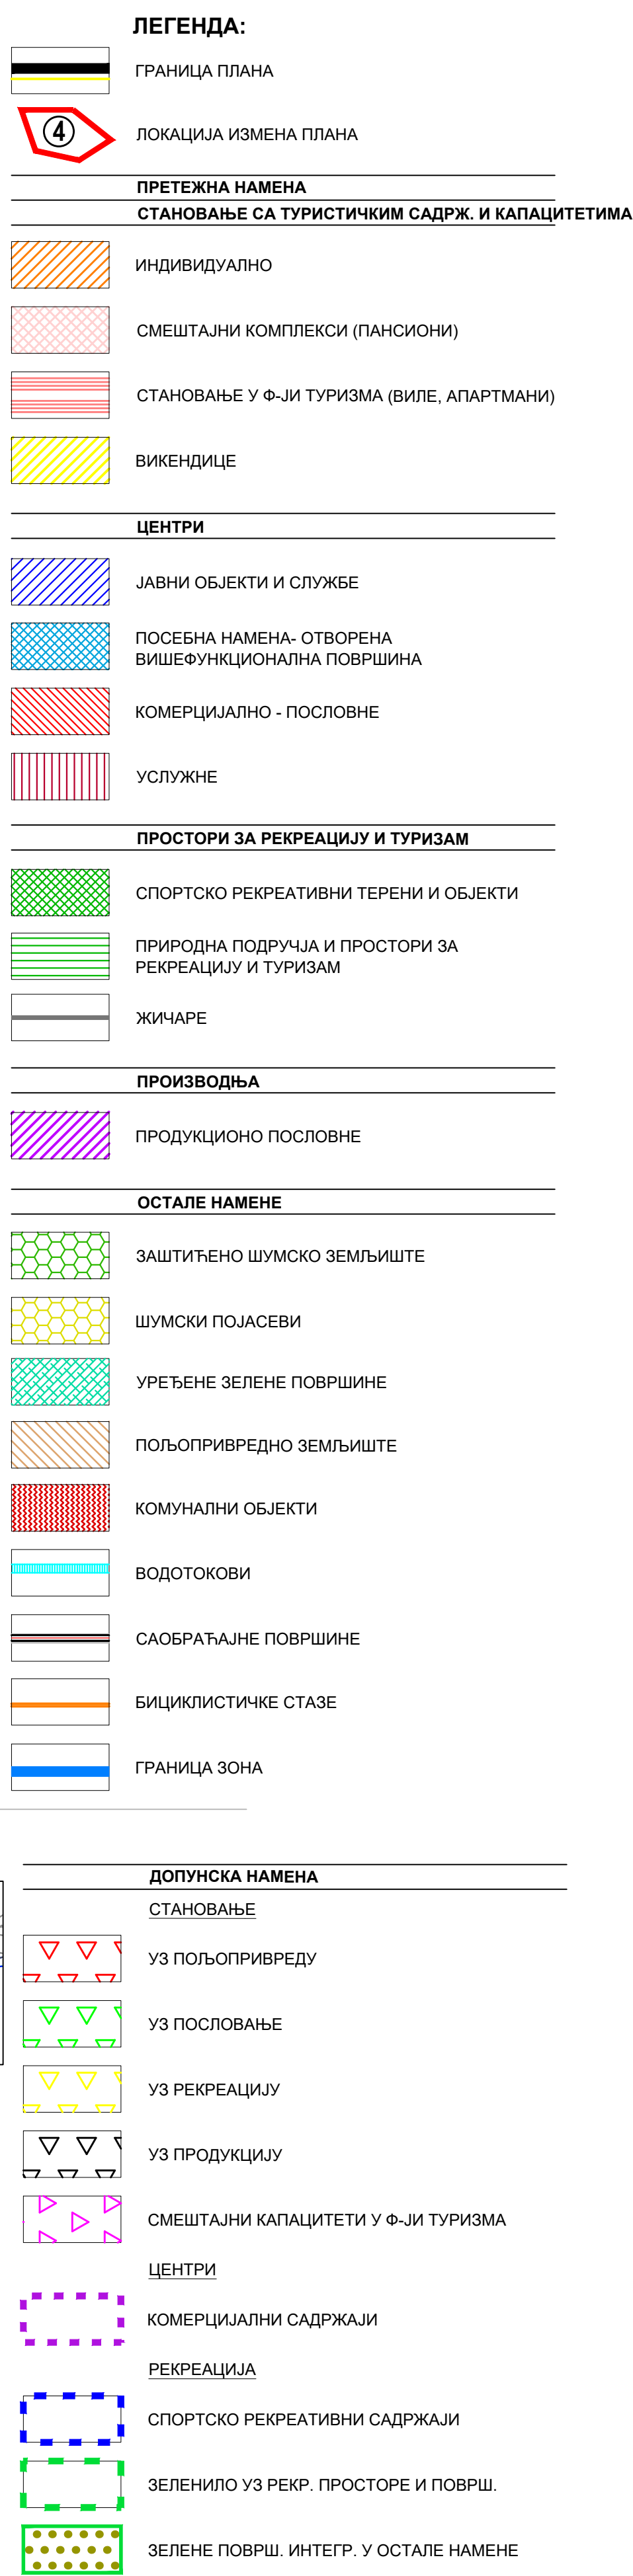 ЛЕГЕНДА:
ГРАНИЦА ПЛАНА
4
ЛОКАЦИЈА ИЗМЕНА ПЛАНА
ПРЕТЕЖНА НАМЕНА
СТАНОВАЊЕ СА ТУРИСТИЧКИМ САДРЖ. И КАПАЦИТЕТИМА
ИНДИВИДУАЛНО
СМЕШТАЈНИ КОМПЛЕКСИ (ПАНСИОНИ)
СТАНОВАЊЕ У Ф-ЈИ ТУРИЗМА (ВИЛЕ, АПАРТМАНИ)
ВИКЕНДИЦЕ
ЦЕНТРИ
ЈАВНИ ОБЈЕКТИ И СЛУЖБЕ
ПОСЕБНА НАМЕНА- ОТВОРЕНА
ВИШЕФУНКЦИОНАЛНА ПОВРШИНА
КОМЕРЦИЈАЛНО - ПОСЛОВНЕ
УСЛУЖНЕ
ПРОСТОРИ ЗА РЕКРЕАЦИЈУ И ТУРИЗАМ
СПОРТСКО РЕКРЕАТИВНИ ТЕРЕНИ И ОБЈЕКТИ
ПРИРОДНА ПОДРУЧЈА И ПРОСТОРИ ЗА
РЕКРЕАЦИЈУ И ТУРИЗАМ
ЖИЧАРЕ
ПРОИЗВОДЊА
ПРОДУКЦИОНО ПОСЛОВНЕ
ОСТАЛЕ НАМЕНЕ
ЗАШТИЋЕНО ШУМСКО ЗЕМЉИШТЕ
ШУМСКИ ПОЈАСЕВИ
УРЕЂЕНЕ ЗЕЛЕНЕ ПОВРШИНЕ
ПОЉОПРИВРЕДНО ЗЕМЉИШТЕ
КОМУНАЛНИ ОБЈЕКТИ
ВОДОТОКОВИ
САОБРАЋАЈНЕ ПОВРШИНЕ
БИЦИКЛИСТИЧКЕ СТАЗЕ
ГРАНИЦА ЗОНА
ДОПУНСКА НАМЕНА
СТАНОВАЊЕ
УЗ ПОЉОПРИВРЕДУ
УЗ ПОСЛОВАЊЕ
УЗ РЕКРЕАЦИЈУ
УЗ ПРОДУКЦИЈУ
СМЕШТАЈНИ КАПАЦИТЕТИ У Ф-ЈИ ТУРИЗМА
ЦЕНТРИ
КОМЕРЦИЈАЛНИ САДРЖАЈИ
РЕКРЕАЦИЈА
СПОРТСКО РЕКРЕАТИВНИ САДРЖАЈИ
ЗЕЛЕНИЛО УЗ РЕКР. ПРОСТОРЕ И ПОВРШ.
ЗЕЛЕНЕ ПОВРШ. ИНТЕГР. У ОСТАЛЕ НАМЕНЕ